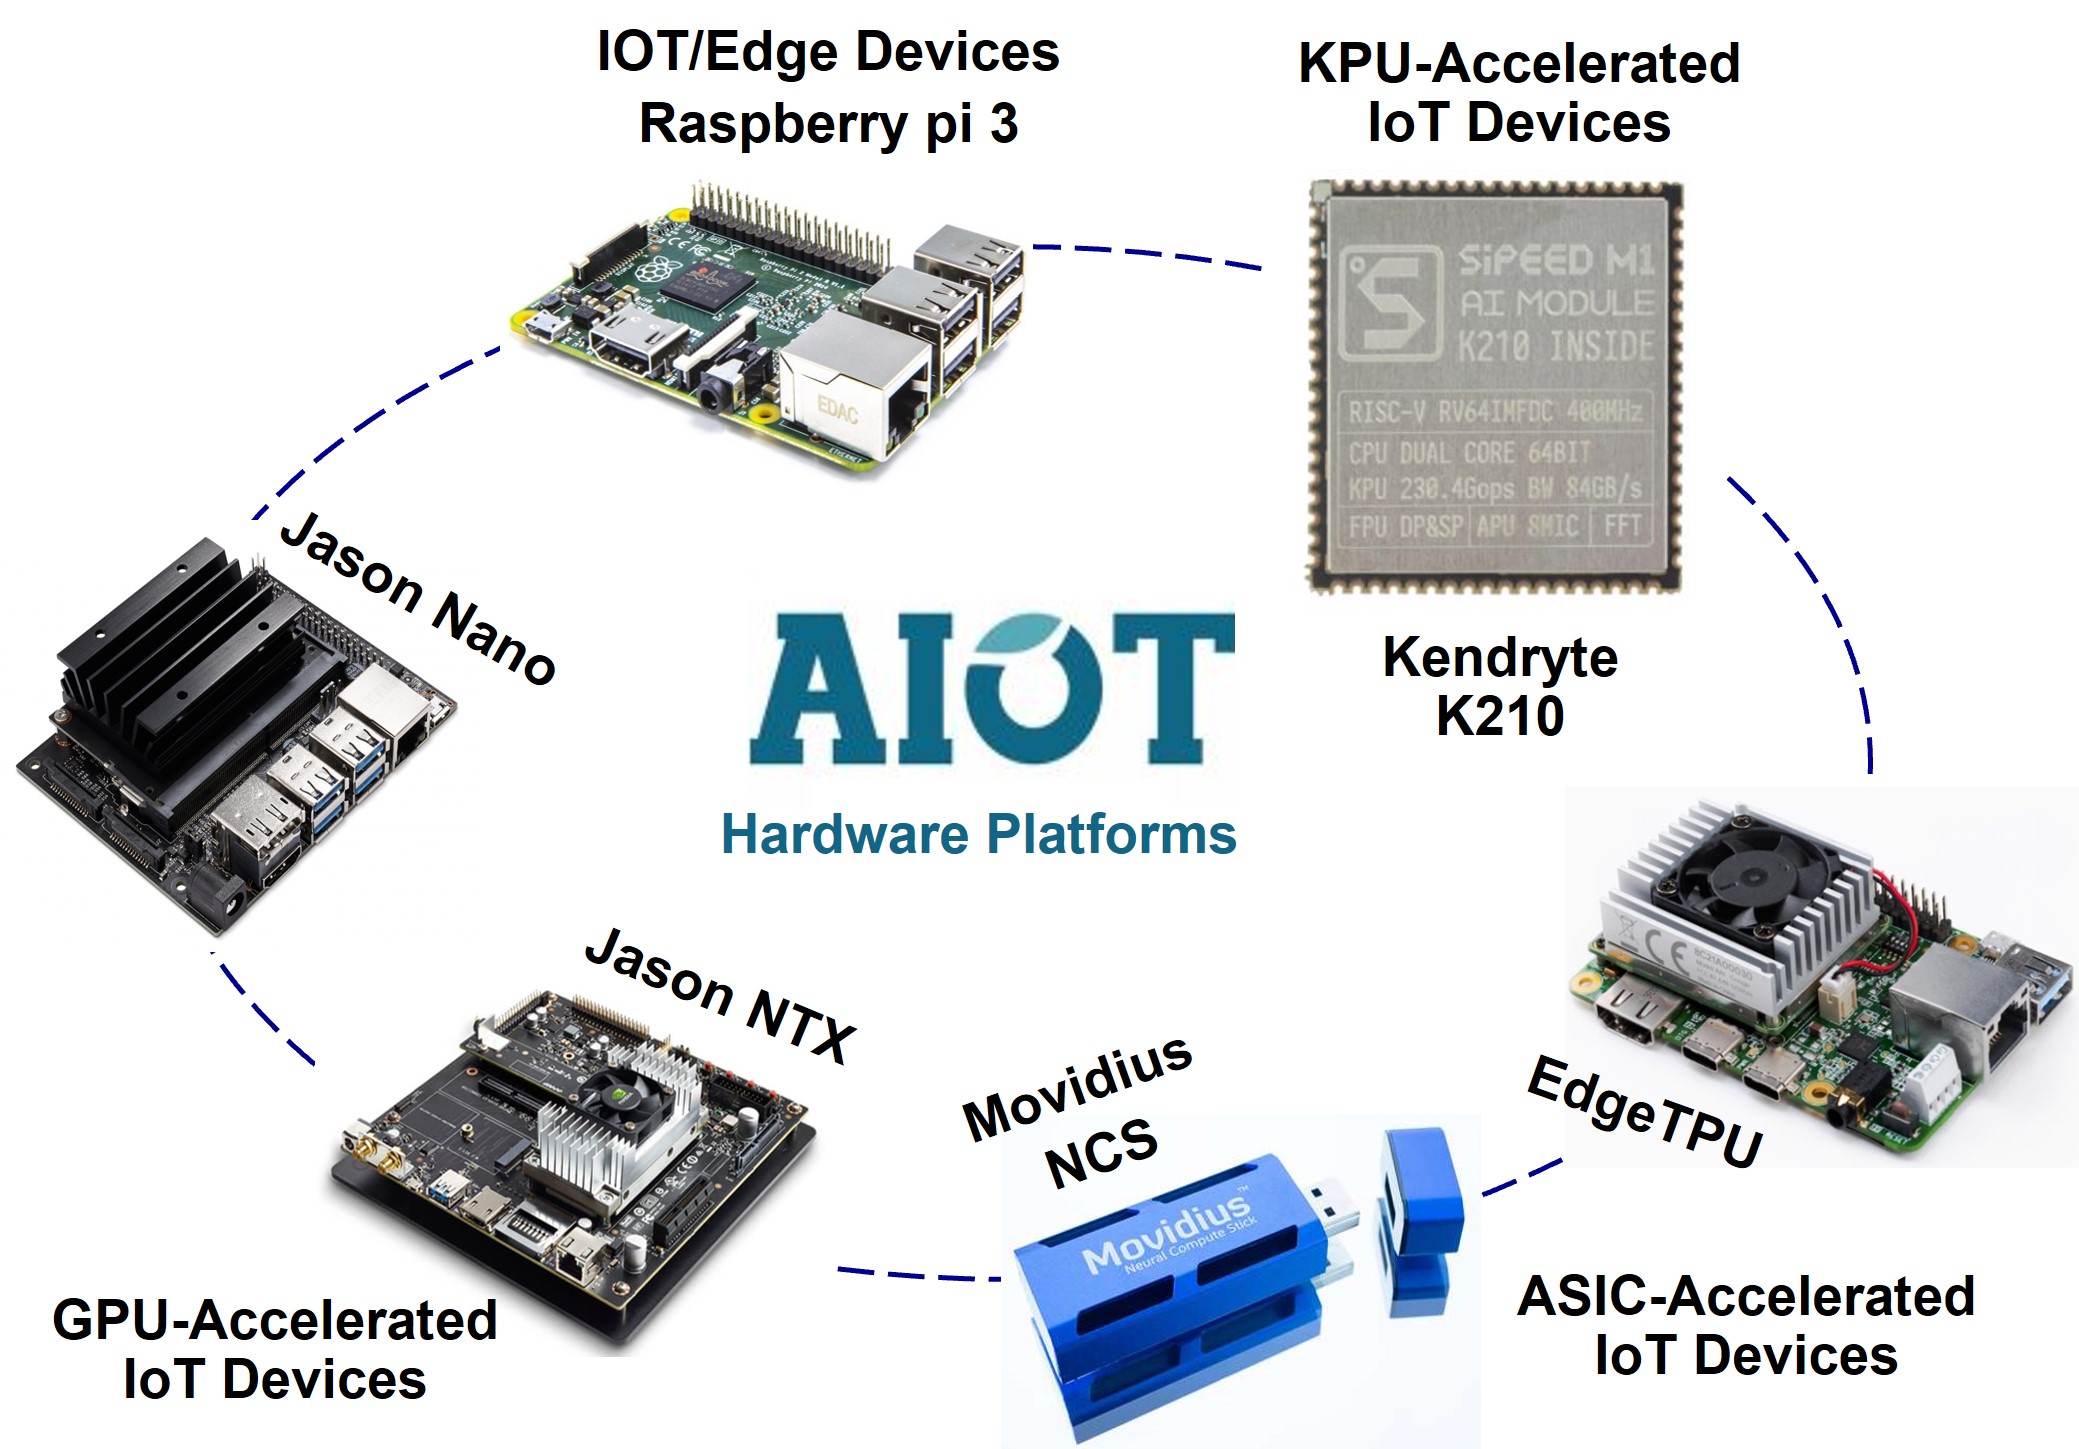 IOT/Edge Devices
Raspberry pi 3
KPU-Accelerated
IoT Devices
EDAC
ETHERNET
SiPEED M1
AI MODULE
K210 INSIDE
RISC-V RV64IMFDC 400MHz
CPU DUAL CORE 64BIT
KPU 230.4Gops BW 84GB/s
FPU DP&SP APU 8MIC FFT
Kendryte
K210
Jason Nano
AIOT
Hardware Platforms
Jason NTX
GPU-Accelerated
IoT Devices
Movidius
NCS
Movidius™
Neural Compute Stick
CE
EdgeTPU
ASIC-Accelerated
IoT Devices